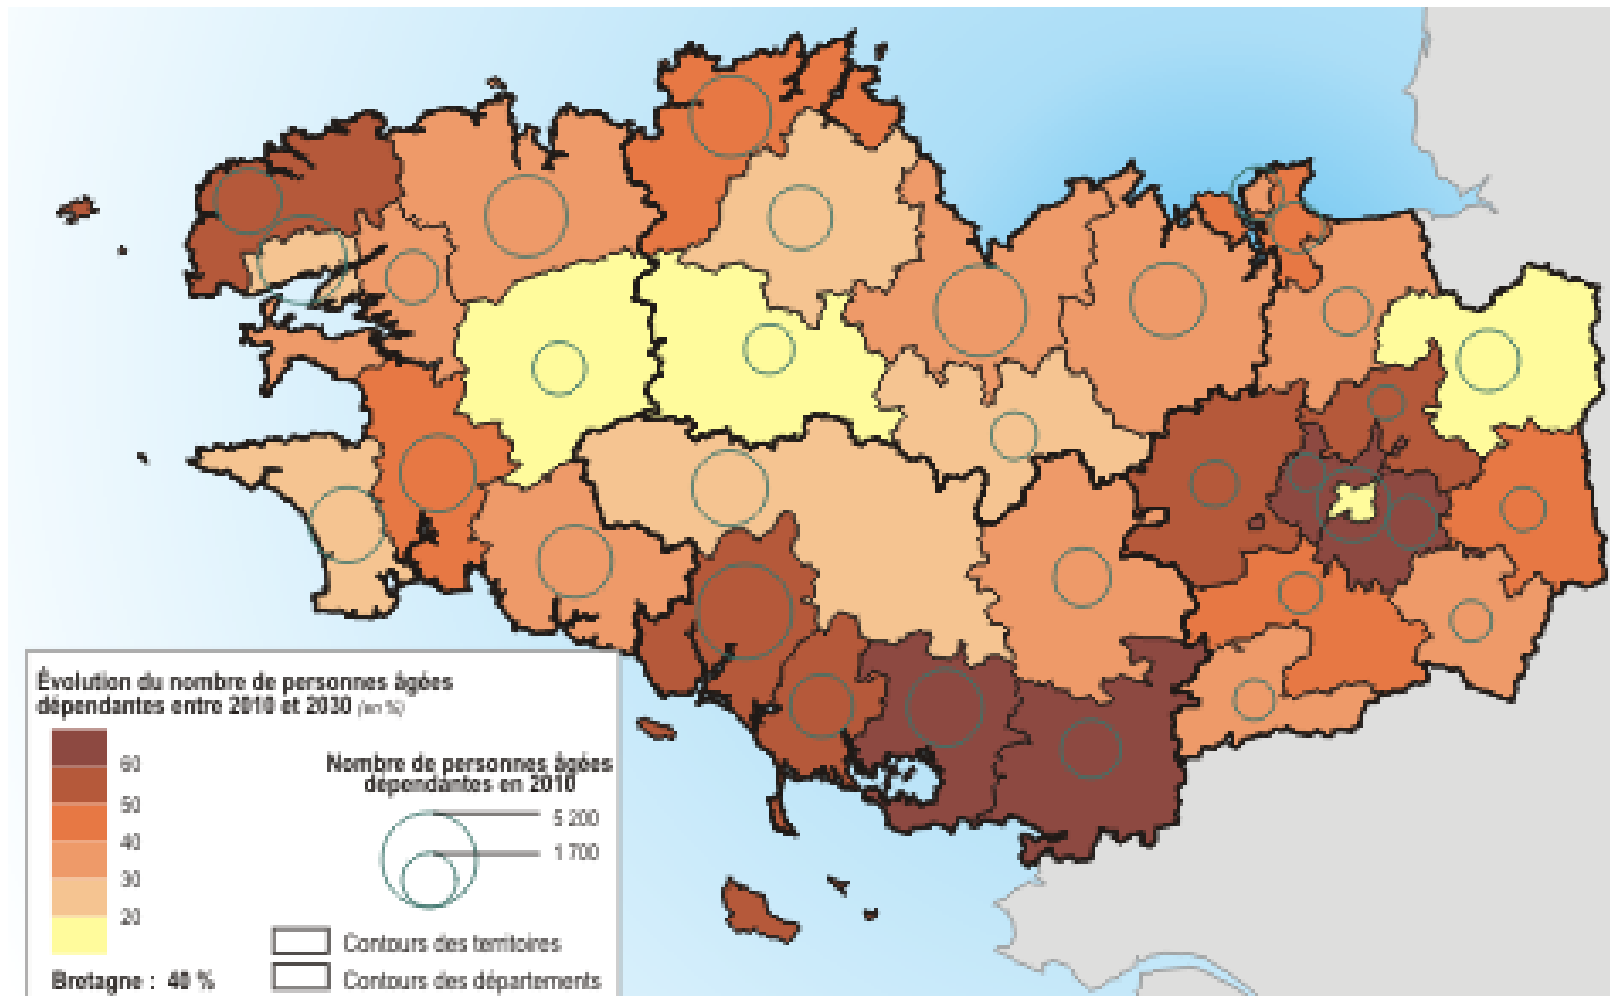 Évolution du nombre de personnes âgées
dépendantes entre 2010 et 2030 (en %)
60
50
40
30
20
Bretagne : 40 %
Nombre de personnes âgées
dépendantes en 2010
5 200
1 700
Contours des territoires
Contours des départements